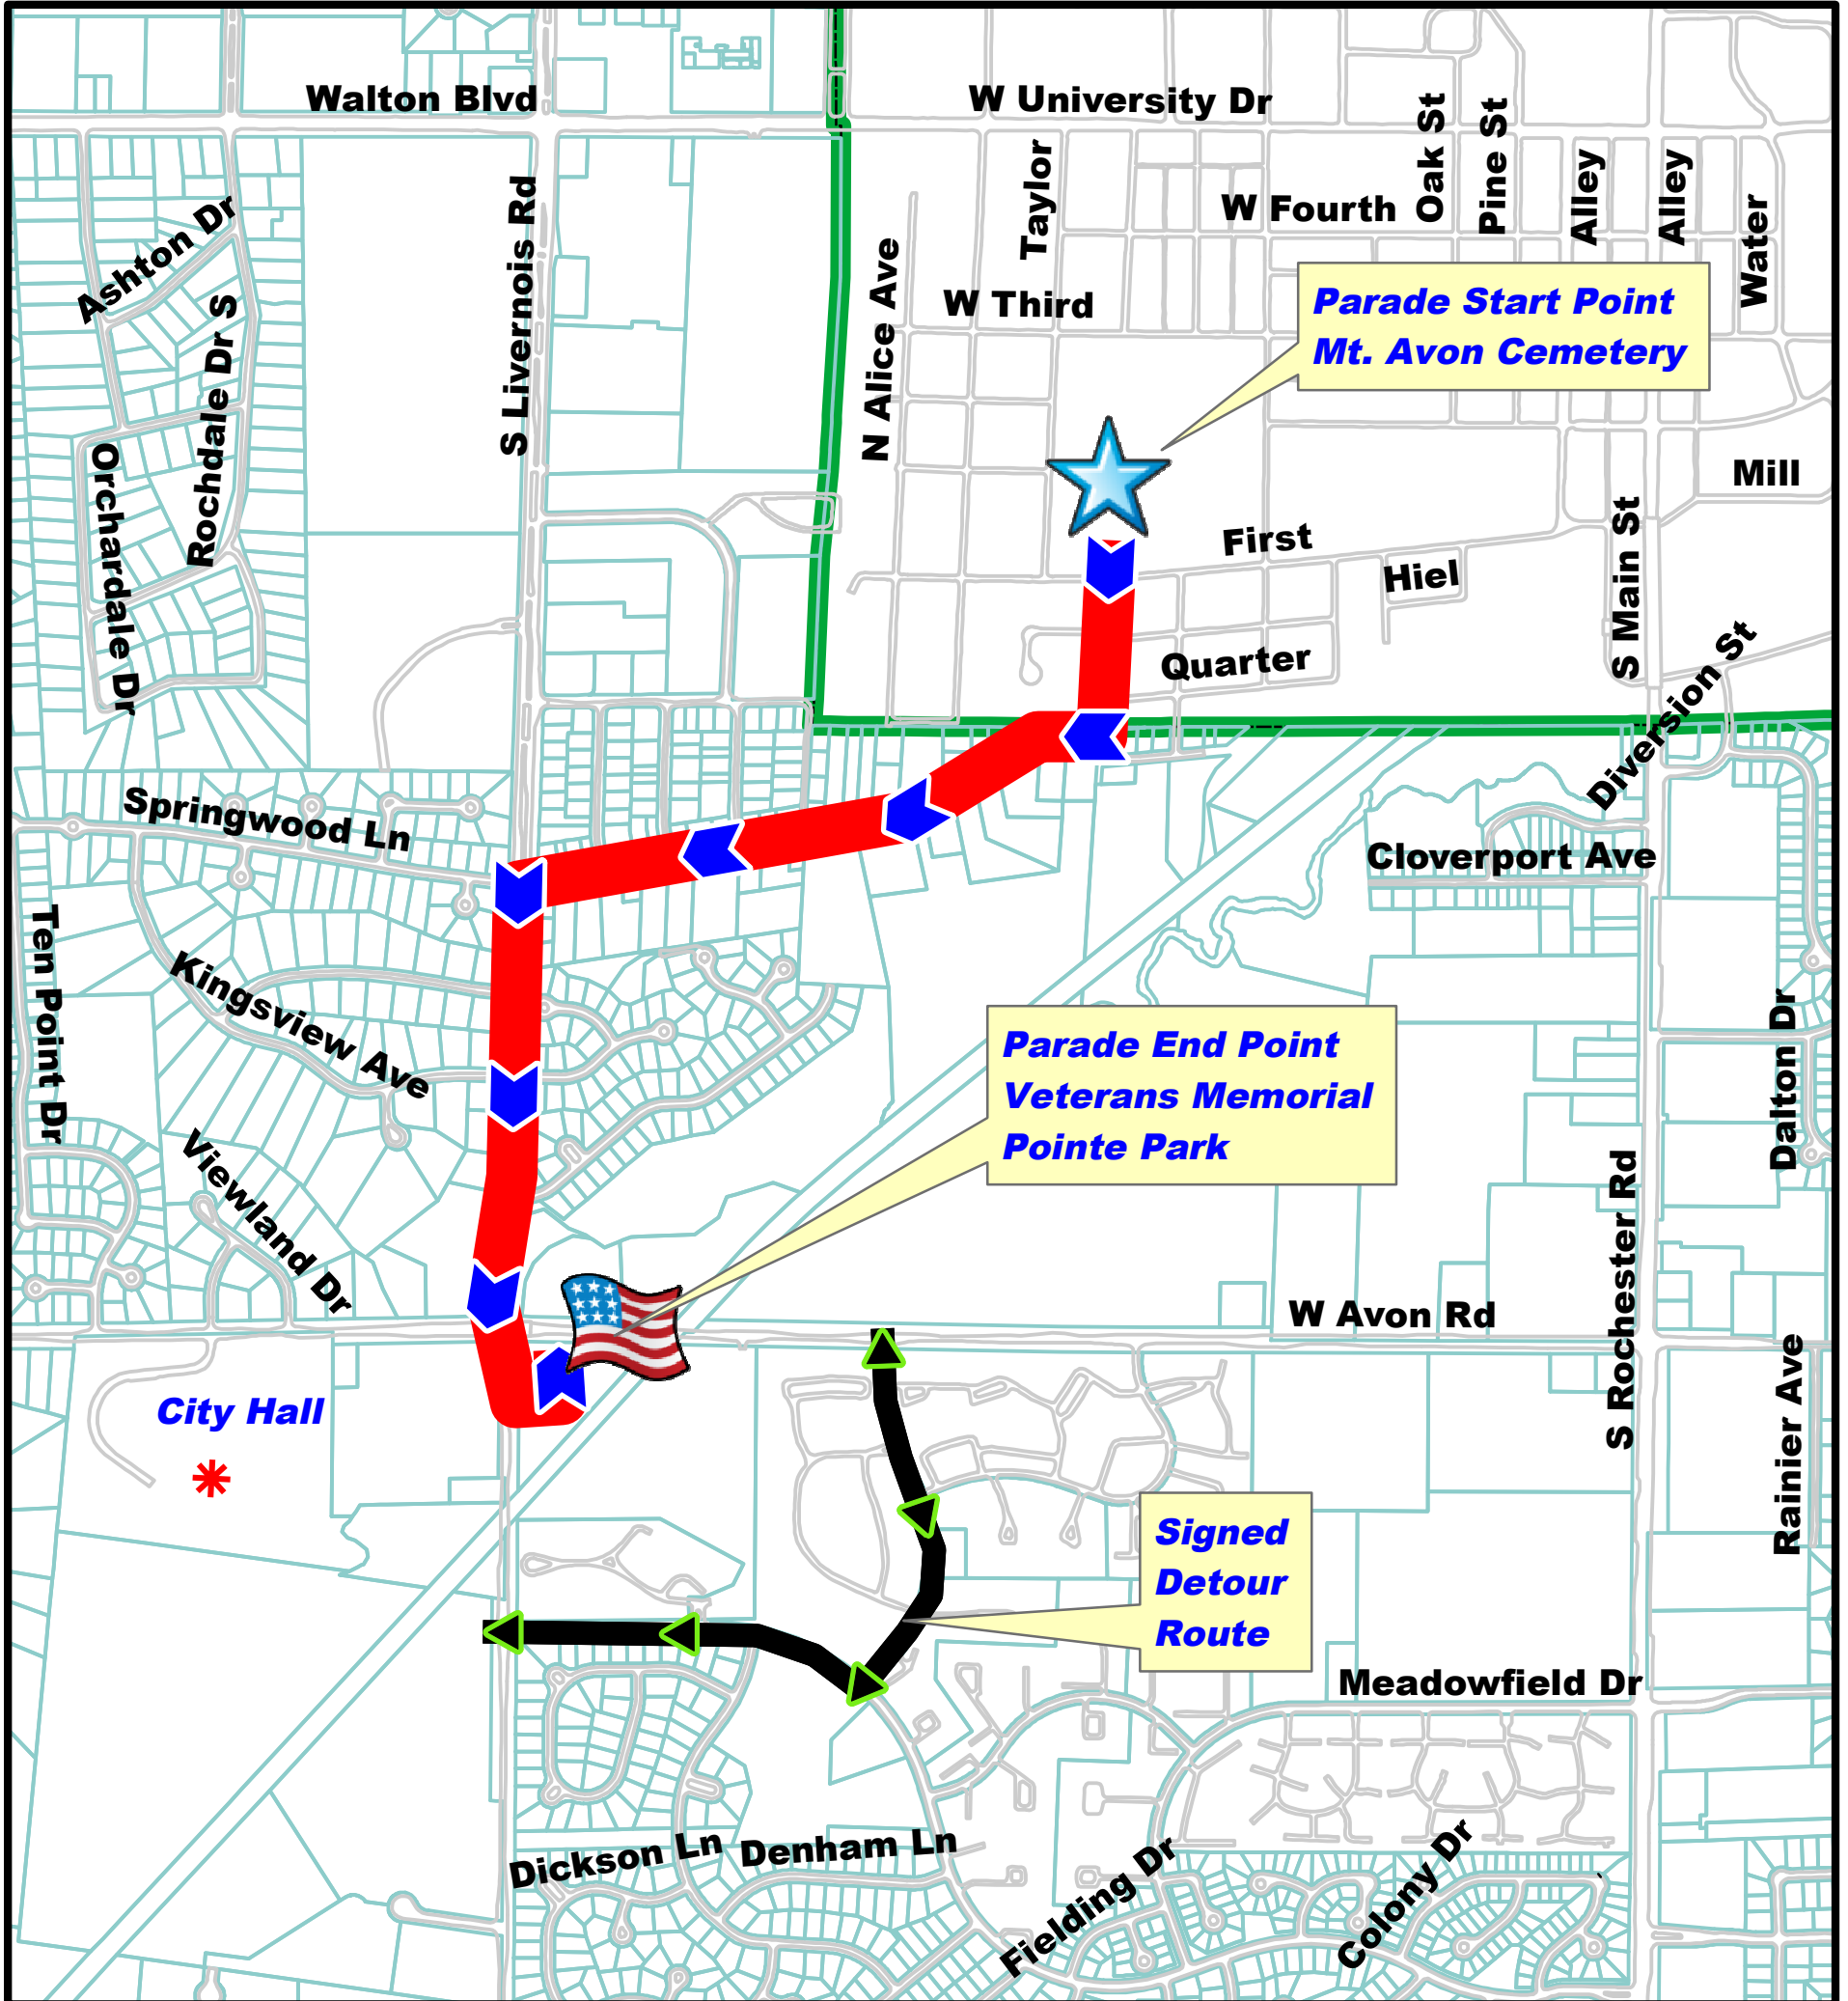 Walton Blvd
W University Dr
Oak St
Pine St
Alley
Alley
Water
Taylor
W Fourth
Ashton Dr
S Livernois Rd
N Alice Ave
W Third
Parade Start Point
Mt. Avon Cemetery
Rochdale Dr S
Orchardale Dr
Mill
First
Hiel
S Main St
Quarter
Diversion St
Springwood Ln
Cloverport Ave
Ten Point Dr
Kingsview Ave
Dalton Dr
Parade End Point
Veterans Memorial
Pointe Park
Viewland Dr
S Rochester Rd
W Avon Rd
Rainier Ave
City Hall
Signed
Detour
Route
Meadowfield Dr
Dickson Ln
Denham Ln
Fielding Dr
Colony Dr